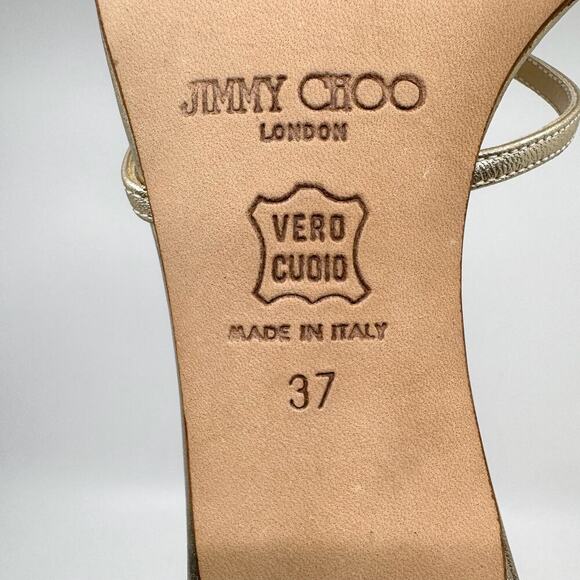 JIMMY CHOO
LONDON
VERO
CUOIO
MADE IN ITALY
37